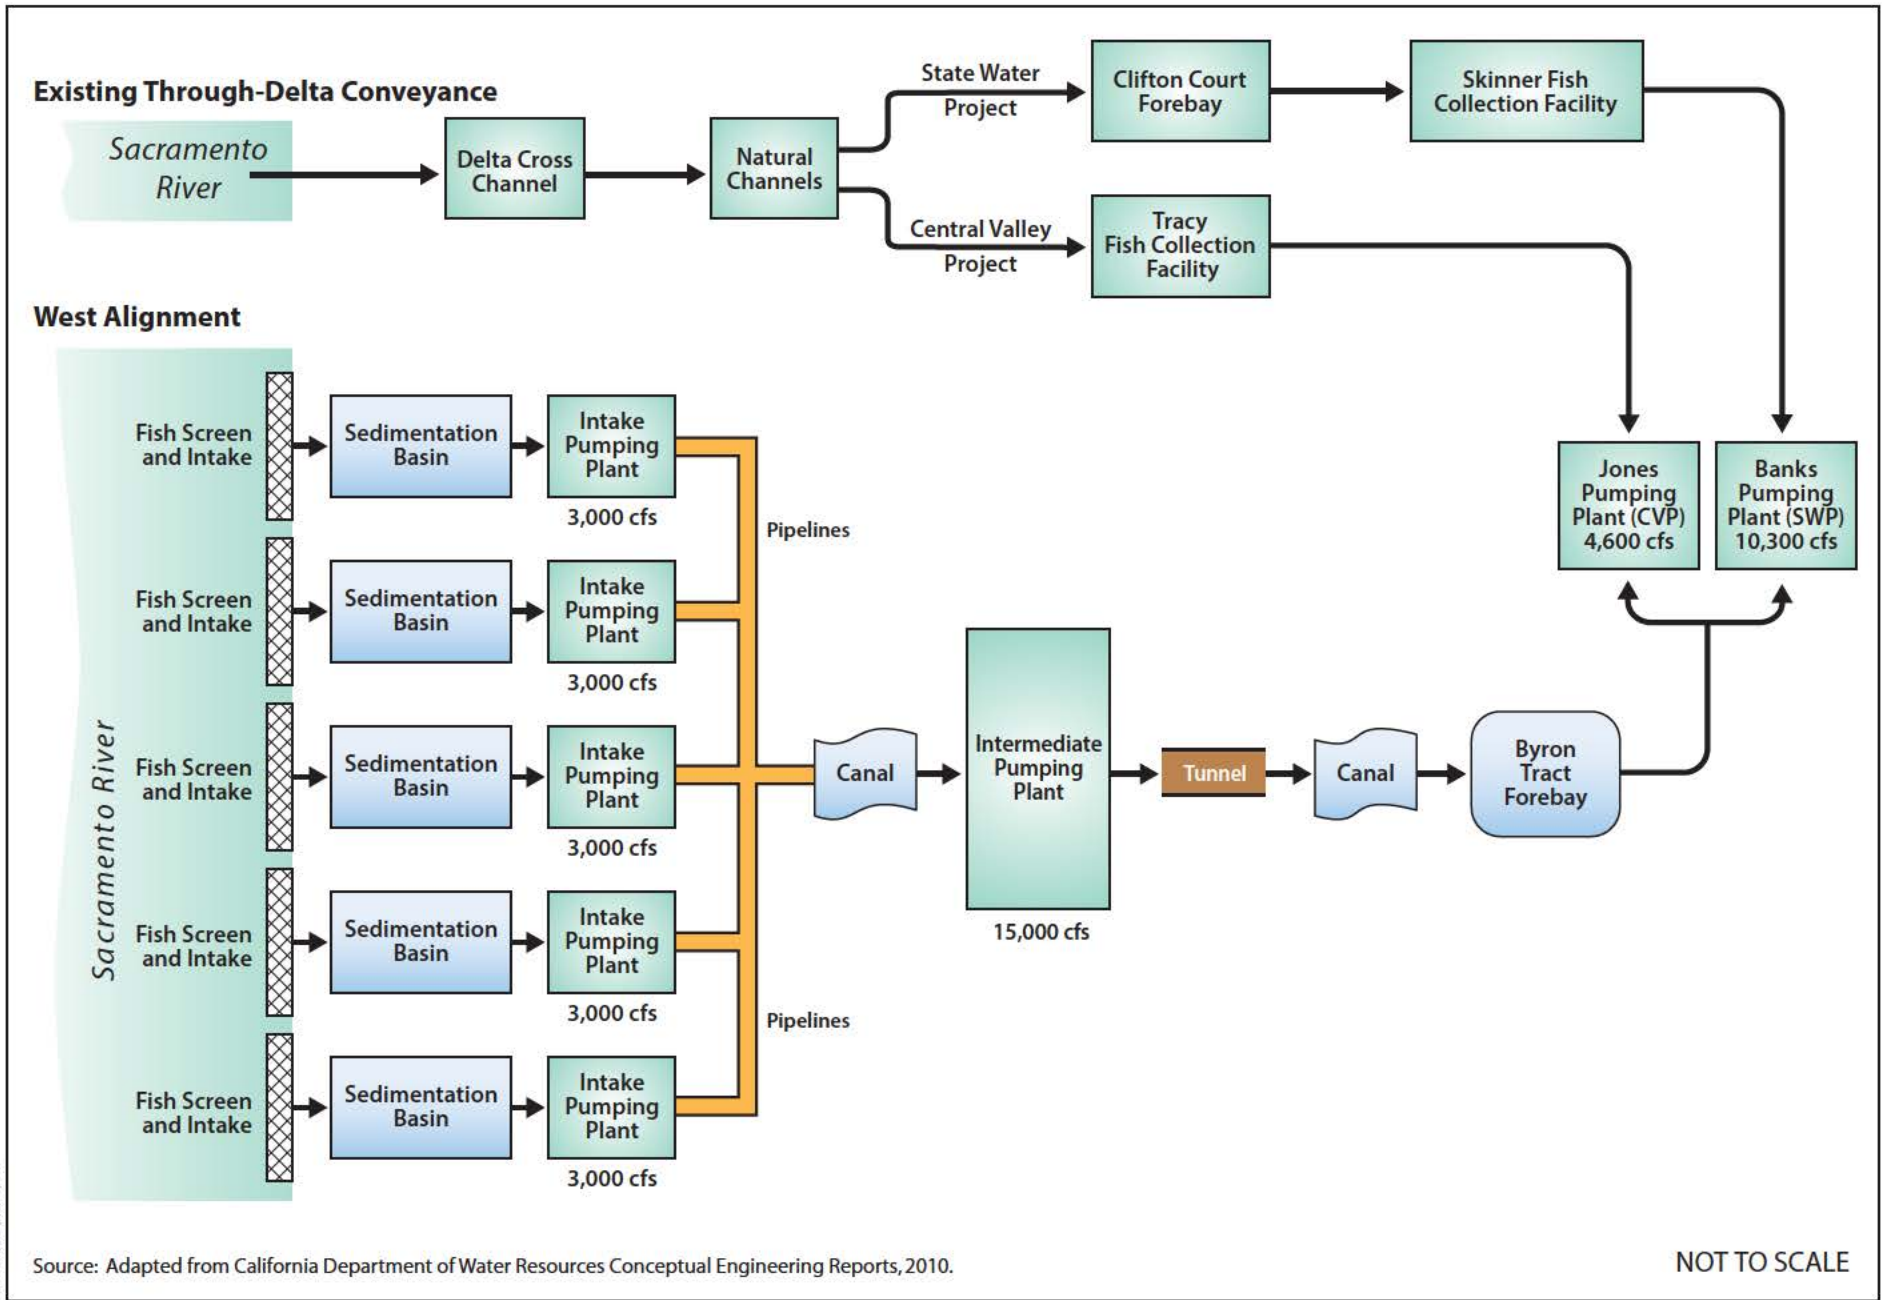 Existing Through-Delta Conveyance
Sacramento
River
Delta Cross
Channel
Natural
Channels
State Water
Project
Clifton Court
Forebay
Skinner Fish
Collection Facility
Central Valley
Project
Tracy
Fish Collection
Facility
Jones
Pumping
Plant (CVP)
4,600 cfs
Banks
Pumping
Plant (SWP)
10,300 cfs
West Alignment
Sacramento River
Fish Screen
and Intake
Sedimentation
Basin
Intake
Pumping
Plant
3,000 cfs
Pipelines
Fish Screen
and Intake
Sedimentation
Basin
Intake
Pumping
Plant
3,000 cfs
Fish Screen
and Intake
Sedimentation
Basin
Intake
Pumping
Plant
3,000 cfs
Canal
Intermediate
Pumping
Plant
15,000 cfs
Tunnel
Canal
Byron
Tract
Forebay
Fish Screen
and Intake
Sedimentation
Basin
Intake
Pumping
Plant
3,000 cfs
Pipelines
Fish Screen
and Intake
Sedimentation
Basin
Intake
Pumping
Plant
3,000 cfs
Source: Adapted from California Department of Water Resources Conceptual Engineering Reports, 2010.
NOT TO SCALE